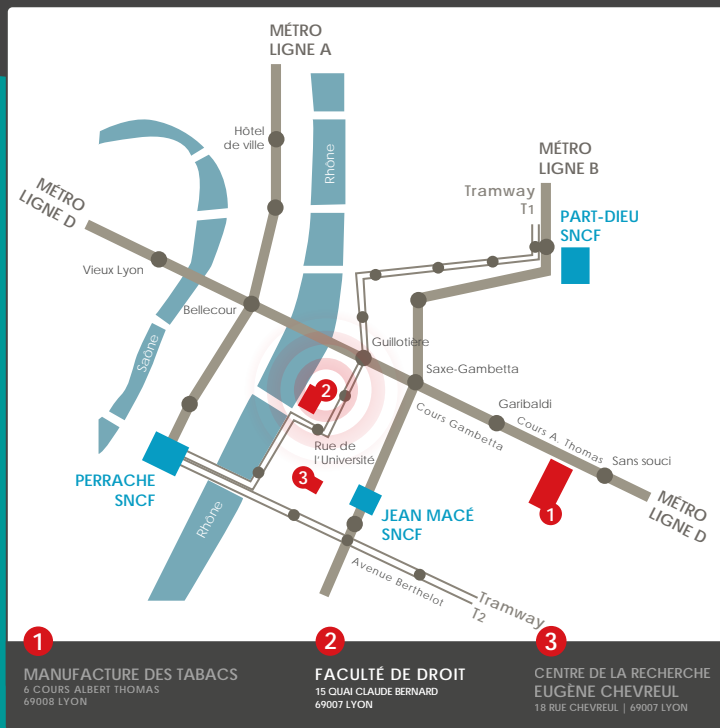 MÉTRO
LIGNE A
Hôtel
de ville
Rhône
MÉTRO
LIGNE B
Tramway
T1
PART-DIEU
SNCF
MÉTRO
LIGNE D
Vieux Lyon
Bellecour
Saône
Guillotière
Saxe-Gambetta
2
Garibaldi
Cours Gambetta
Cours A. Thomas
Sans souci
Rue de
l'Université
PERRACHE
SNCF
3
1
MÉTRO
LIGNE D
Rhône
JEAN MACÉ
SNCF
Avenue Berthelot
Tramway
T2
1
MANUFACTURE DES TABACS
6 COURS ALBERT THOMAS
69008 LYON
2
FACULTÉ DE DROIT
15 QUAI CLAUDE BERNARD
69007 LYON
3
CENTRE DE LA RECHERCHE
EUGÈNE CHEVREUL
18 RUE CHEVREUL | 69007 LYON